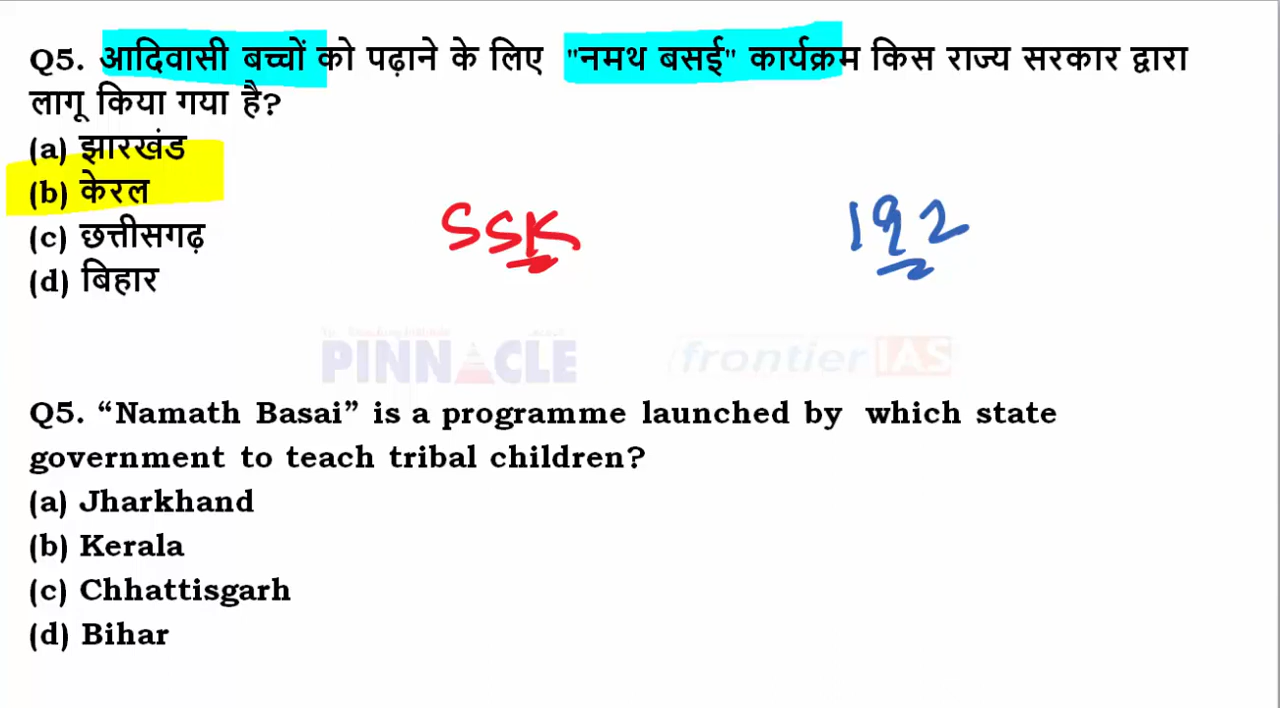 Q5. आदिवासी बच्चों को पढ़ाने के लिए "नमथ बसई" कार्यक्रम किस राज्य सरकार द्वारा
लागू किया गया है?
(a) झारखंड
(b) केरल
(c) छत्तीसगढ़
(d) बिहार
SSK 192
PINNACLE frontier IAS
Q5. “Namath Basai” is a programme launched by which state
government to teach tribal children?
(a) Jharkhand
(b) Kerala
(c) Chhattisgarh
(d) Bihar